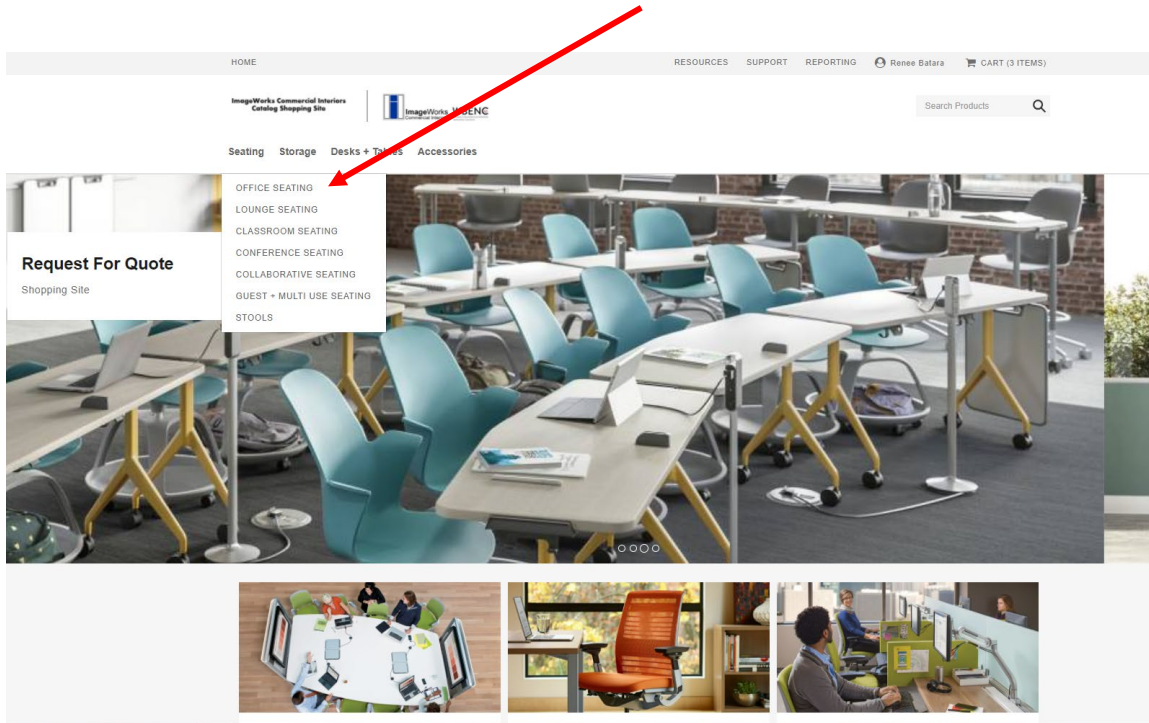 HOME
RESOURCES SUPPORT REPORTING Renee Batara CART (3 ITEMS)
ImageWorks Commercial Interiors
Catalog Shopping Site
ImageWorks
Commercial
Search Products
Seating Storage Desks + Accessories
OFFICE SEATING
LOUNGE SEATING
CLASSROOM SEATING
CONFERENCE SEATING
COLLABORATIVE SEATING
GUEST + MULTI USE SEATING
STOOLS
Request For Quote
Shopping Site